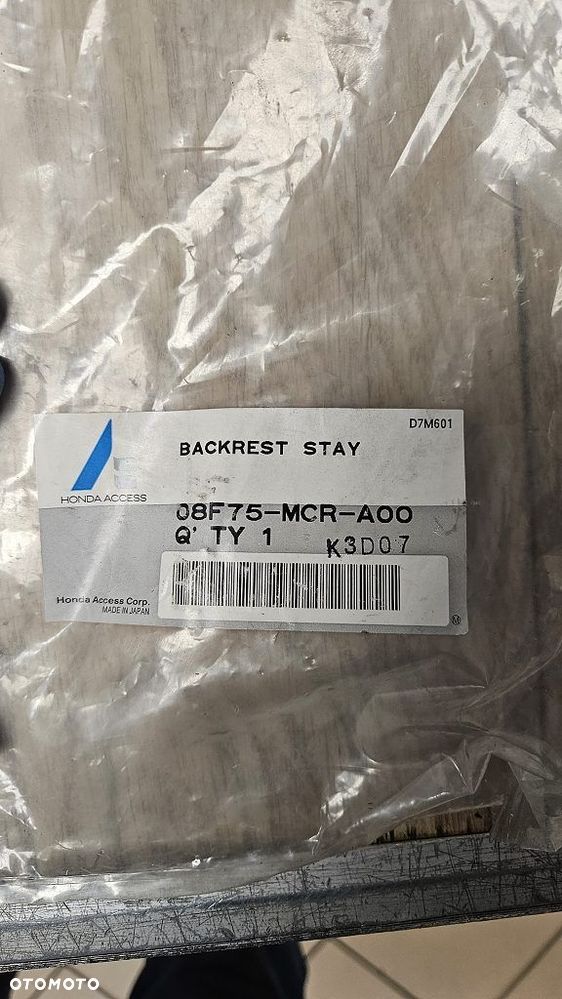 D7M601
BACKREST STAY
HONDA ACCESS
08F75-MCR-A00
Q' TY 1
K3D07
Honda Access Corp.
MADE IN JAPAN
M
OTOMOTO